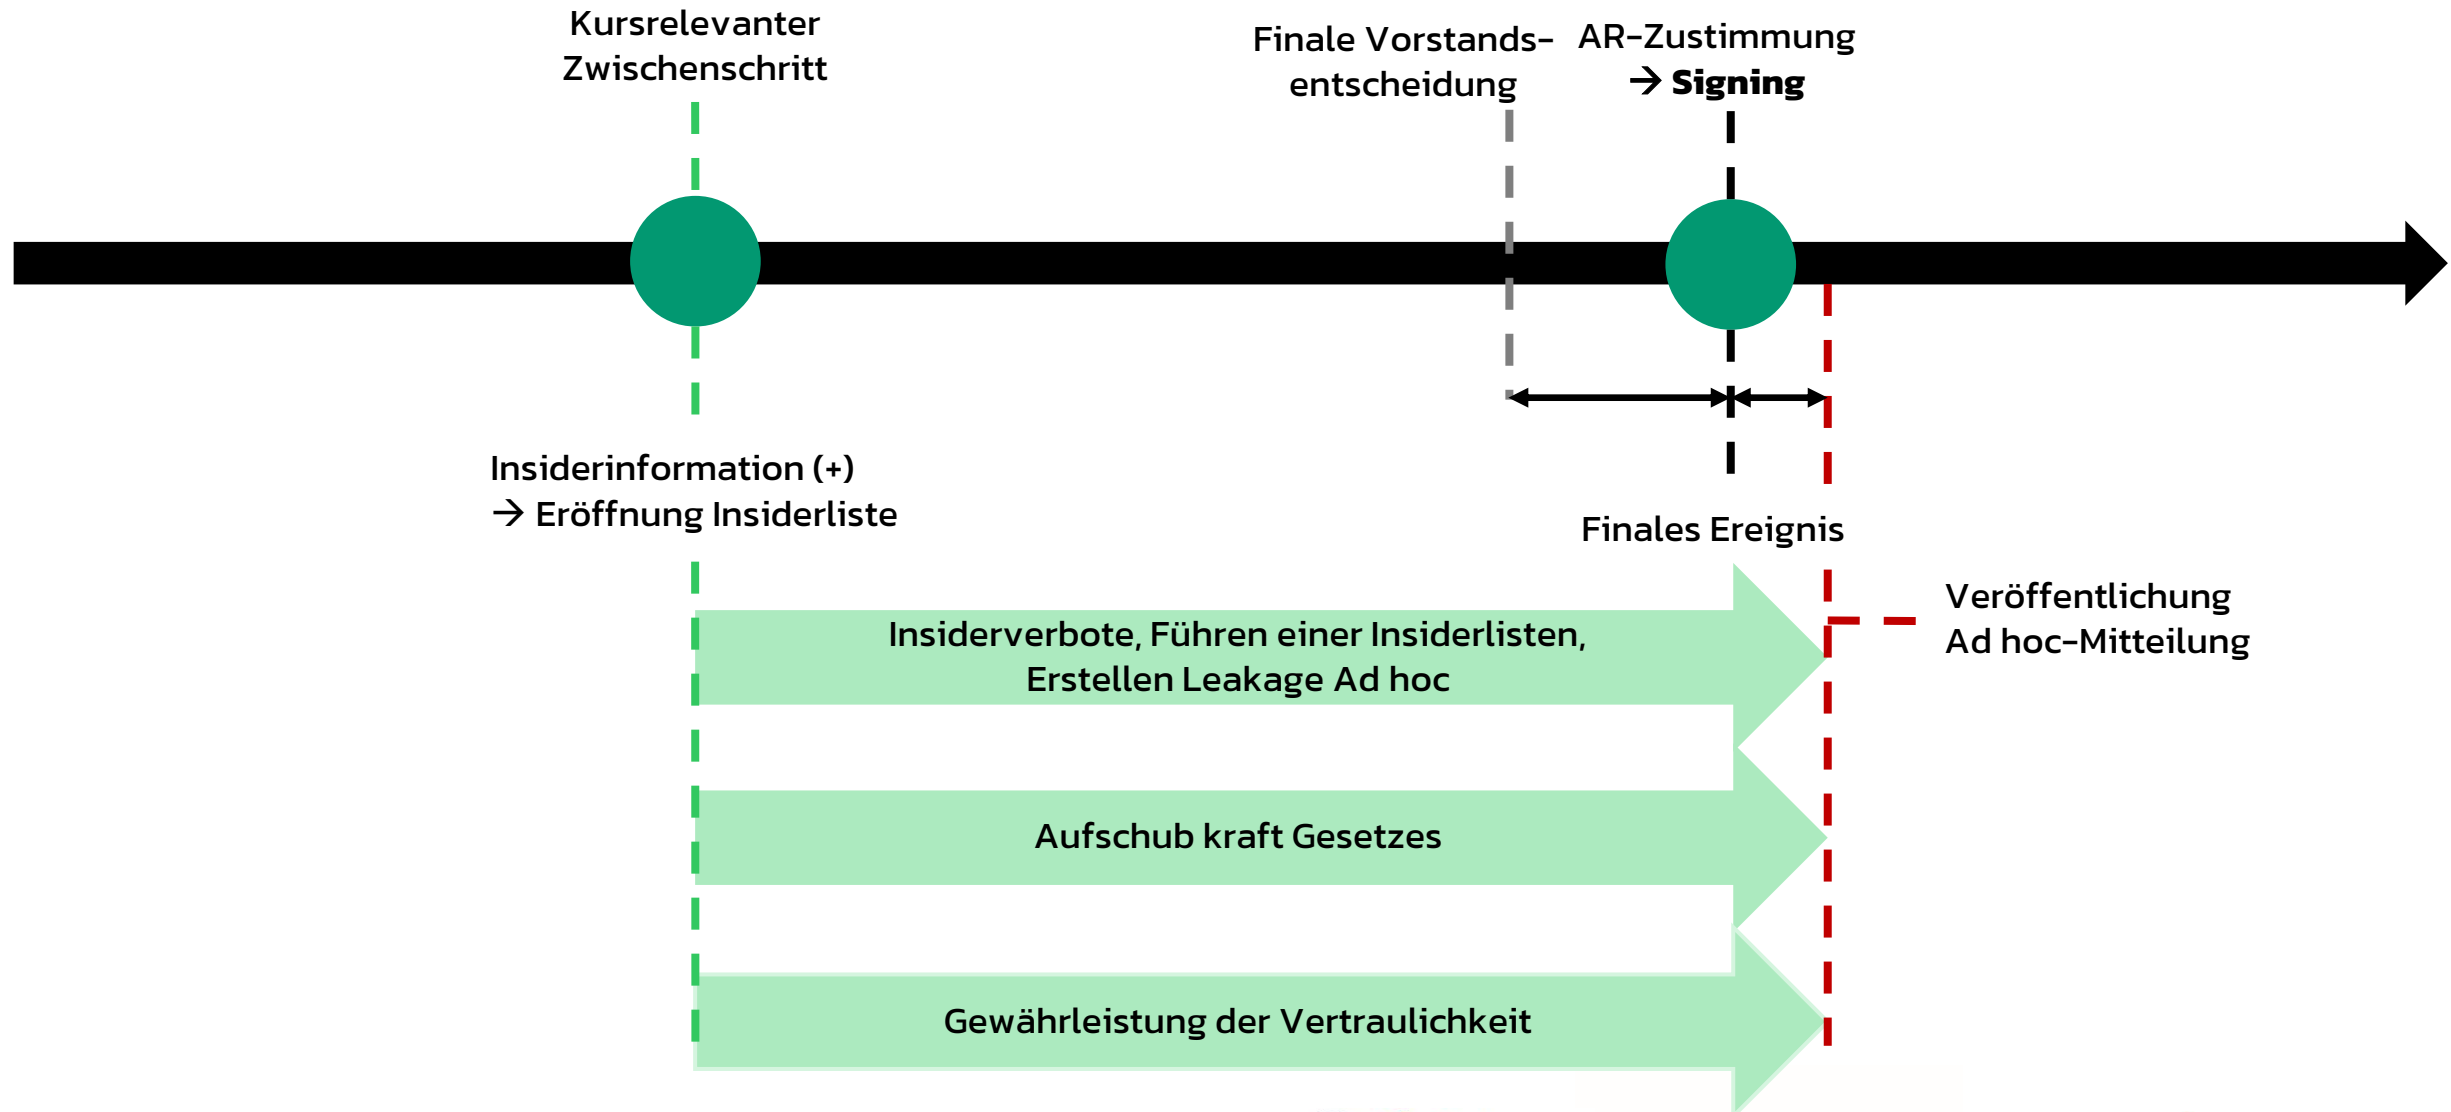 Kursrelevanter
Zwischenschritt
Finale Vorstands-
entscheidung
AR-Zustimmung
→ Signing
Insiderinformation (+)
→ Eröffnung Insiderliste
Finales Ereignis
Veröffentlichung
Ad hoc-Mitteilung
Insiderverbote, Führen einer Insiderlisten,
Erstellen Leakage Ad hoc
Aufschub kraft Gesetzes
Gewährleistung der Vertraulichkeit